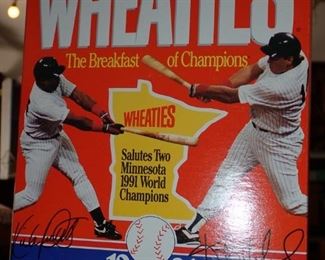 WHEATIES
The Breakfast of Champions
WHEATIES
Salutes Two
Minnesota
1991 World
Champions